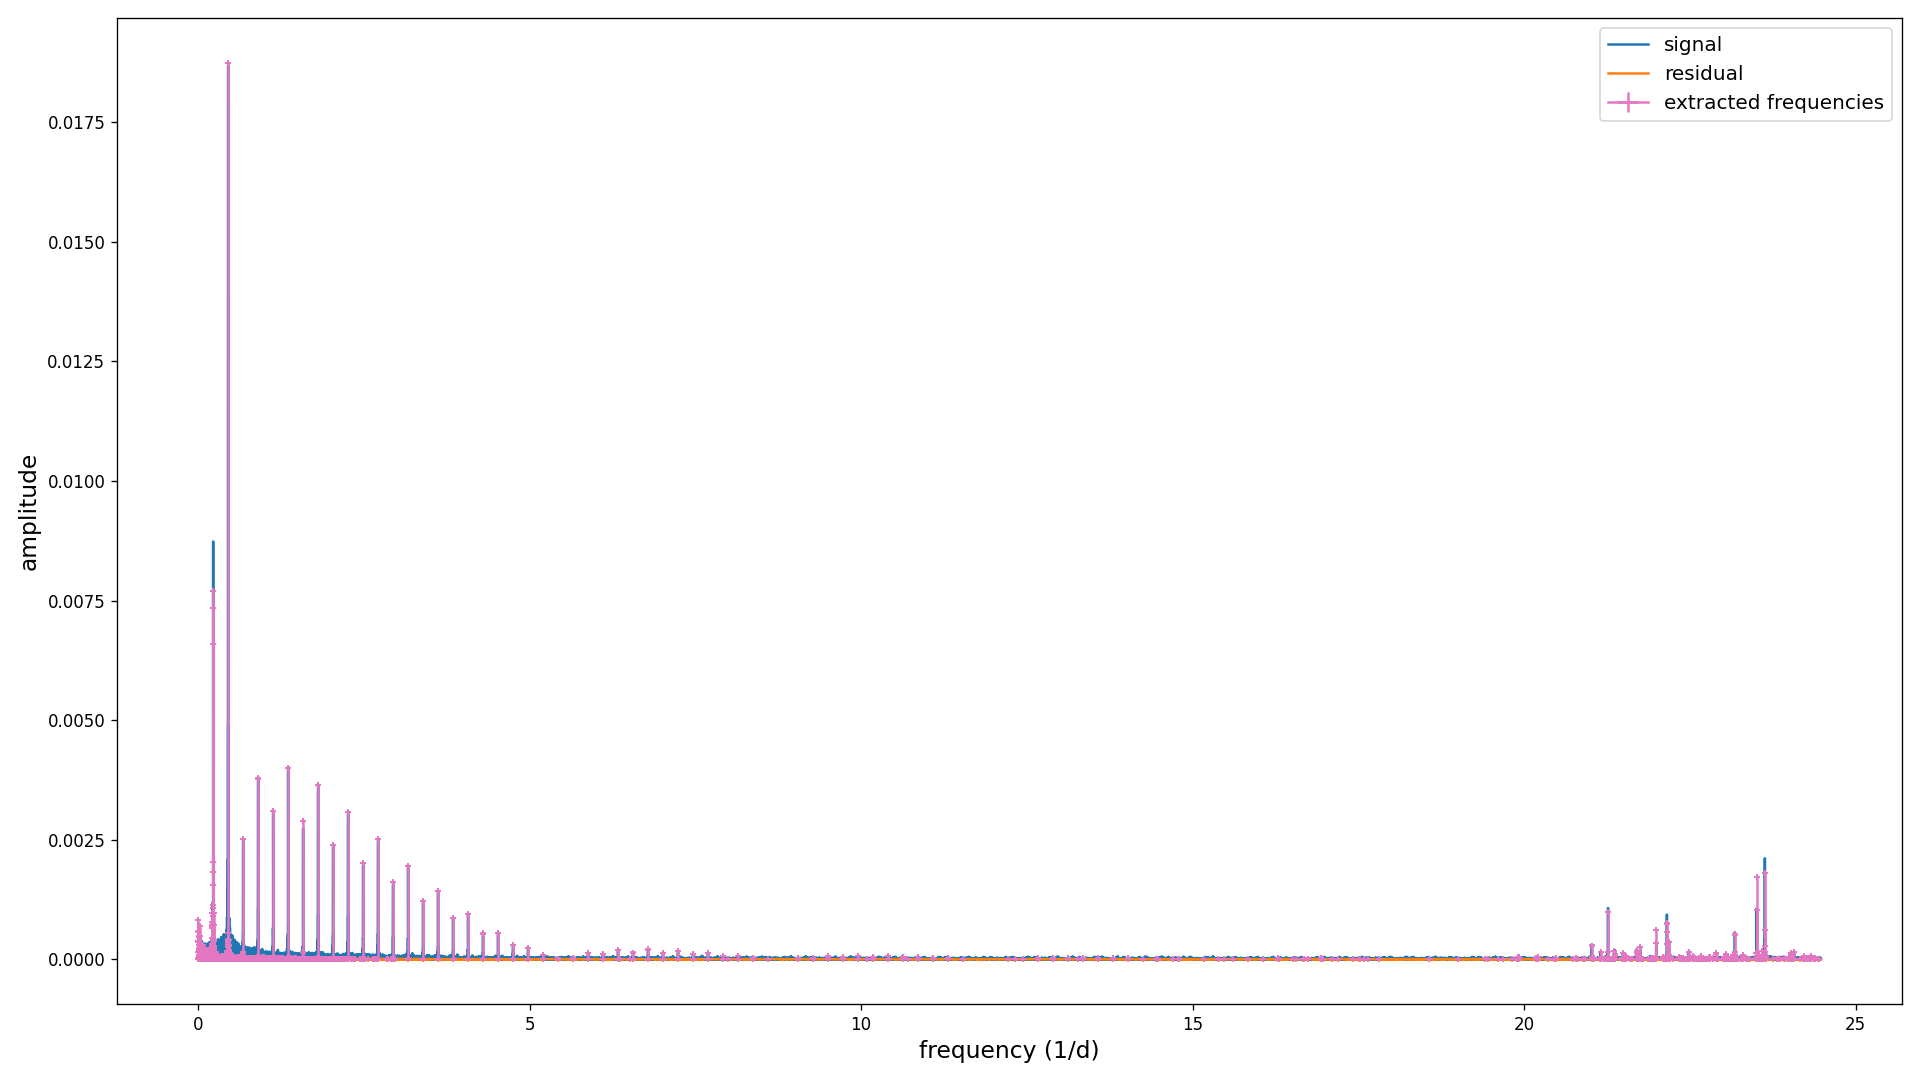 signal
residual
extracted frequencies
0.0175
0.0150
0.0125
0.0100
0.0075
0.0050
0.0025
0.0000
amplitude
0 5 10 15 20 25
frequency (1/d)